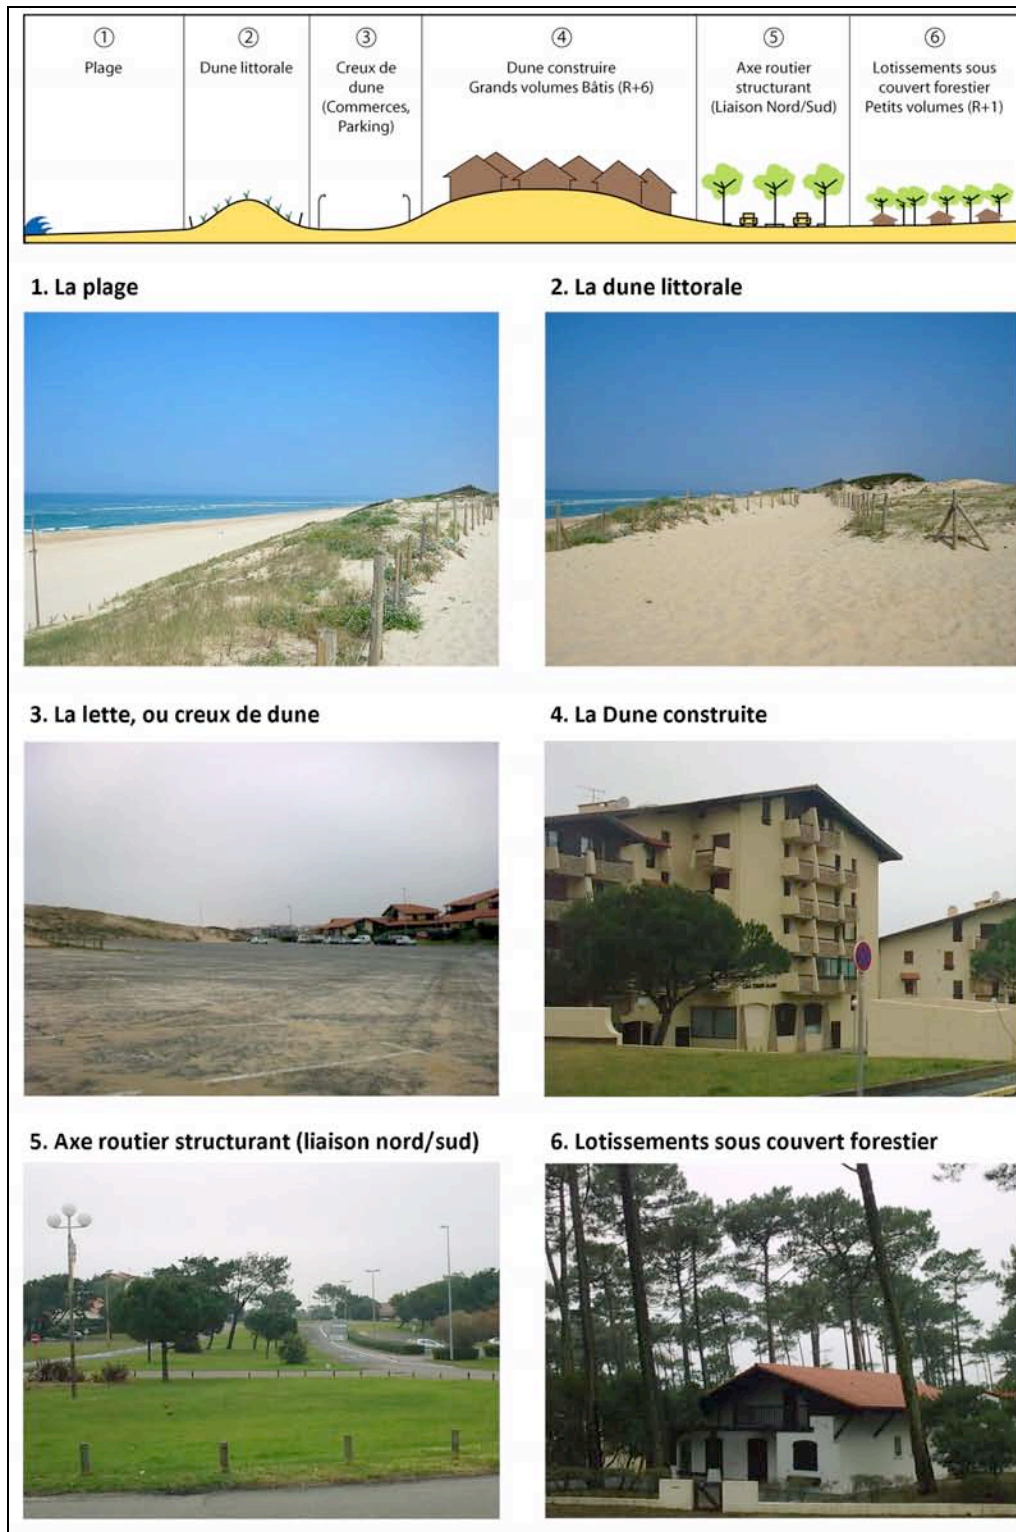 ①
Plage
②
Dune littorale
③
Creux de
dune
(Commerces,
Parking)
④
Dune construire
Grands volumes Bâtis (R+6)
⑤
Axe routier
structurant
(Liaison Nord/Sud)
⑥
Lotissements sous
couvert forestier
Petits volumes (R+1)
1. La plage
2. La dune littorale
3. La lette, ou creux de dune
4. La Dune construite
5. Axe routier structurant (liaison nord/sud)
6. Lotissements sous couvert forestier